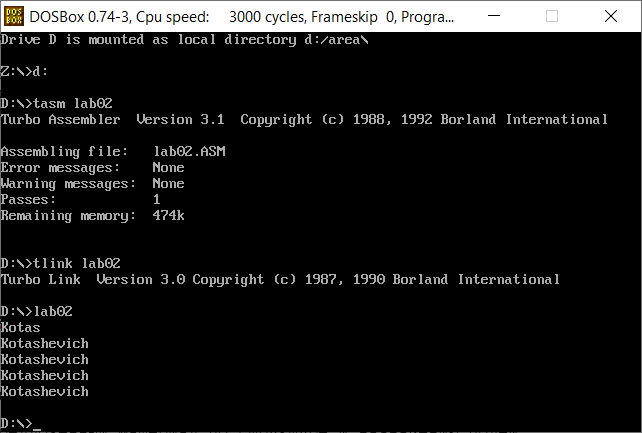 DOSBox 0.74-3, Cpu speed: 3000 cycles, Frameskip 0, Progra...
Drive D is mounted as local directory d:/area\
Z:\>d:
D:\>tasm lab02
Turbo Assembler Version 3.1 Copyright (c) 1988, 1992 Borland International
Assembling file: lab02.ASM
Error messages: None
Warning messages: None
Passes: 1
Remaining memory: 474k
D:\>tlink lab02
Turbo Link Version 3.0 Copyright (c) 1987, 1990 Borland International
D:\>lab02
Kotas
Kotashevich
Kotashevich
Kotashevich
Kotashevich
D:\>_